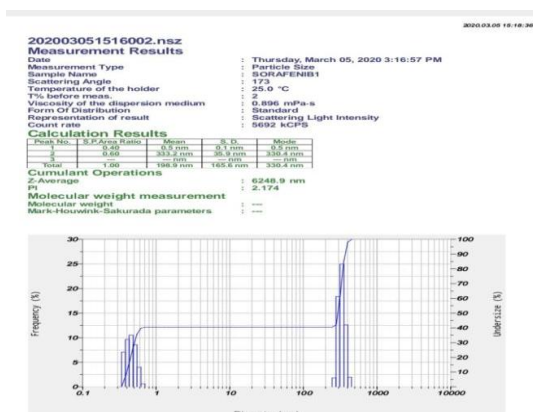 2020.03.05 15:18:36
202003051516002.nsz
Measurement Results
Date : Thursday, March 05, 2020 3:16:57 PM
Measurement Type : Particle Size
Sample Name : SORAFENIB1
Scattering Angle : 173
Temperature of the holder : 25.0 °C
T% before meas. : 2
Viscosity of the dispersion medium : 0.896 mPa·s
Form Of Distribution : Standard
Representation of result : Scattering Light Intensity
Count rate : 5692 kCPS
Calculation Results
Peak No. S.P.Area Ratio Mean S. D. Mode
1 0.40 0.5 nm 0.1 nm 0.5 nm
2 0.60 333.2 nm 35.9 nm 330.4 nm
3 --- --- nm --- nm --- nm
Total 1.00 198.9 nm 165.6 nm 330.4 nm
Cumulant Operations
Z-Average : 6248.9 nm
PI : 2.174
Molecular weight measurement
Molecular weight : ---
Mark-Houwink-Sakurada parameters : ---
Frequency (%)
30
25
20
15
10
5
0
0.1 1 10 100 1000 10000
100
90
80
70
60
50
40
30
20
10
Undersize (%)